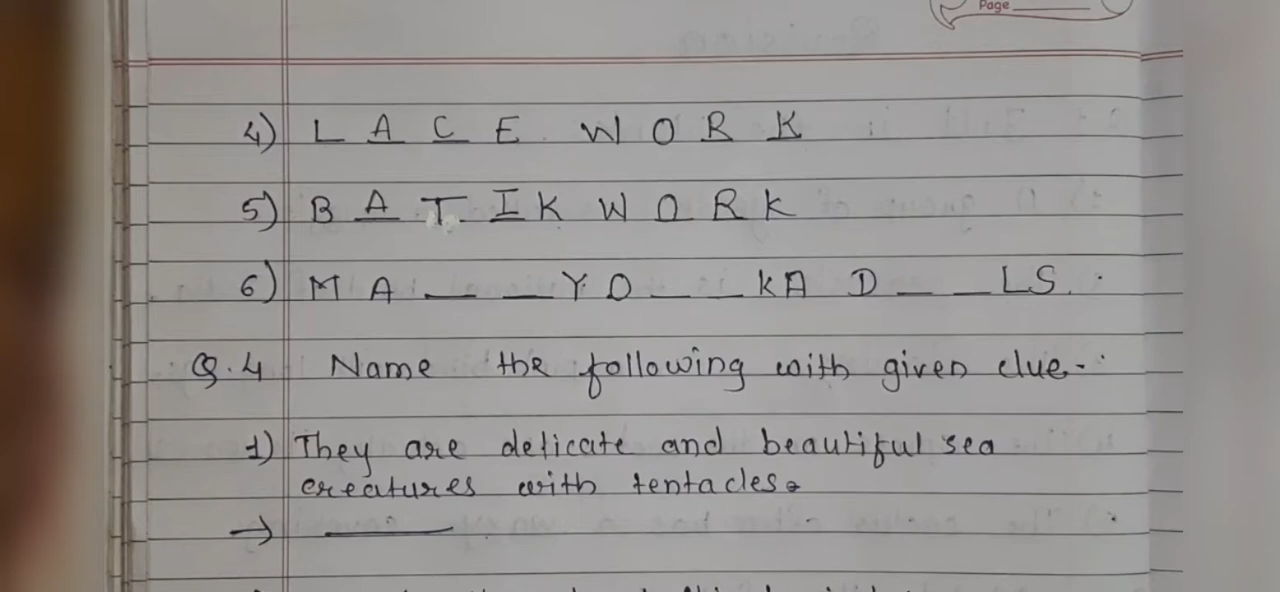 Page
4) L A C E W O R K
5) B A T I K W O R K
6) M A _ _ Y O _ _ K A D _ _ L S.
Q.4 Name the following with given clue-
1) They are delicate and beautiful sea
creatures with tentacles.
→ ______